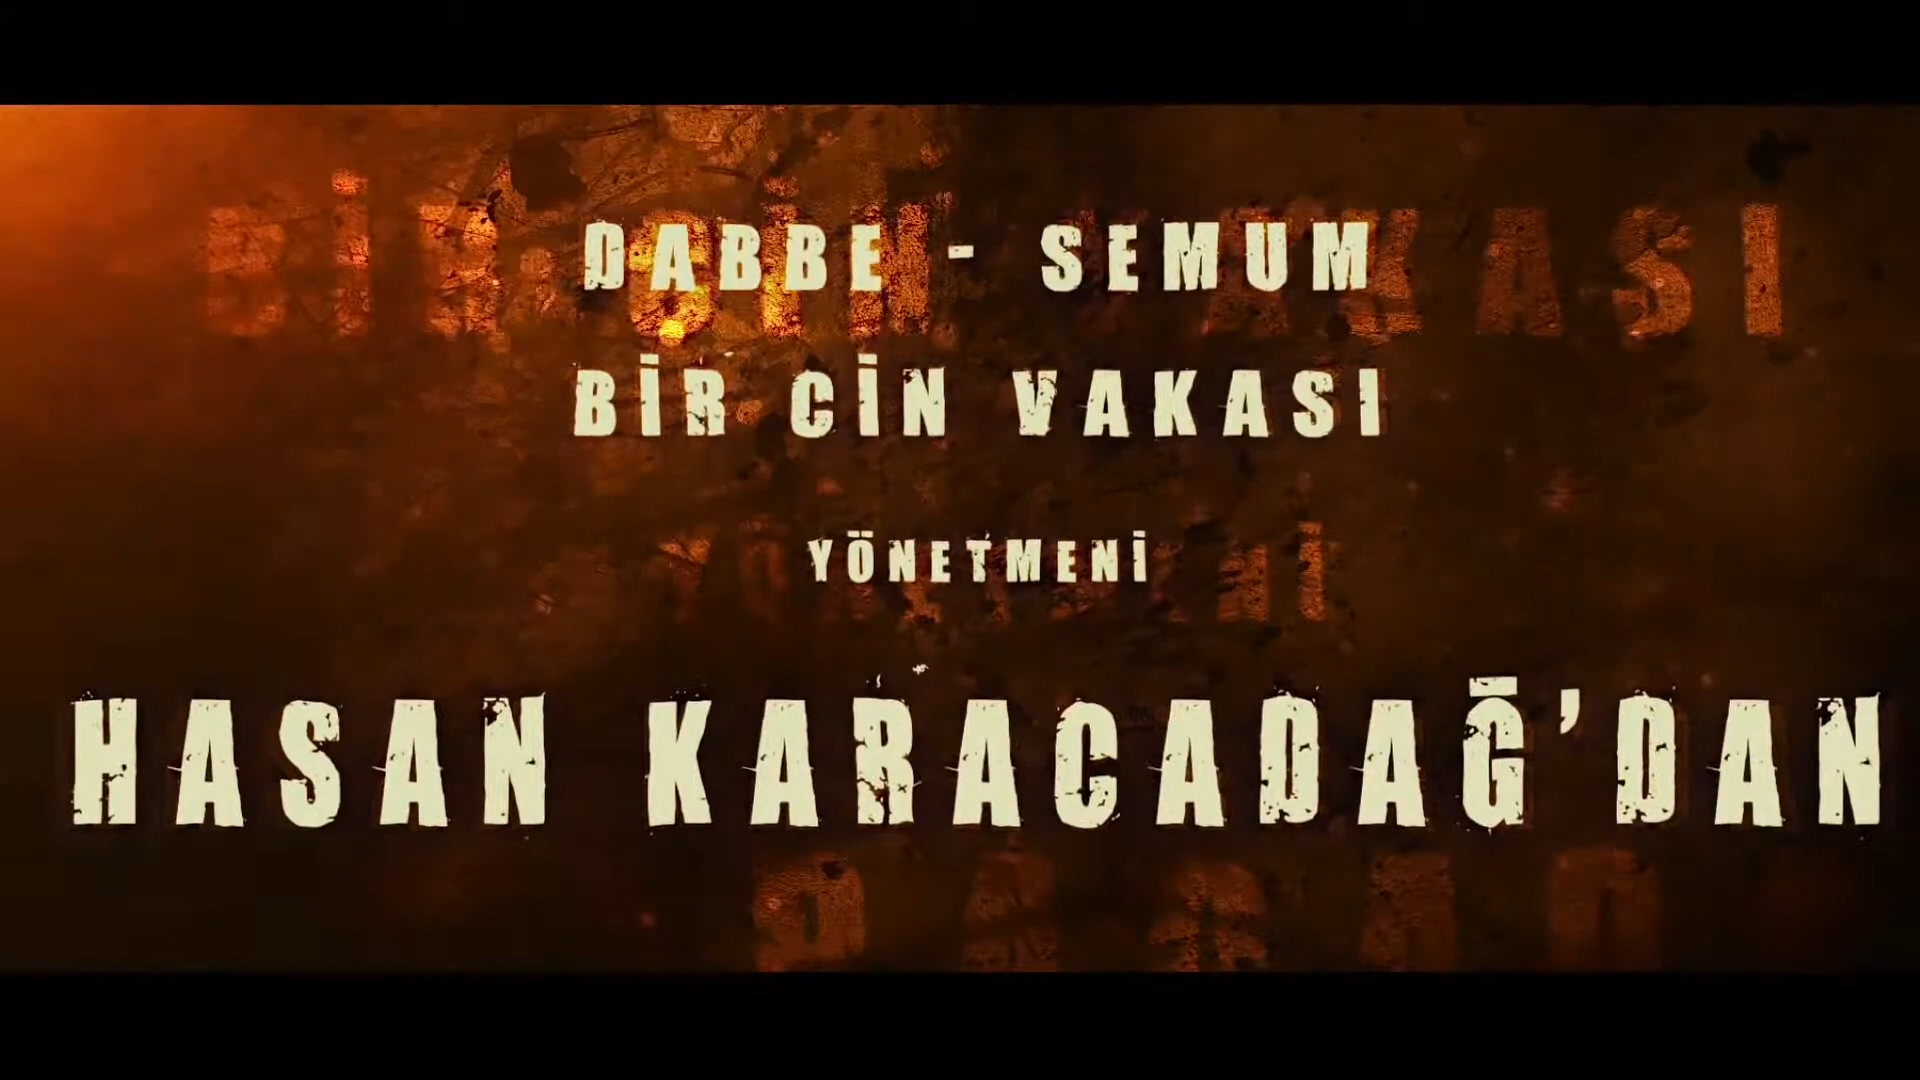 DABBE - SEMUM
BİR CİN VAKASI
YÖNETMENİ
HASAN KARACADAĞ'DAN